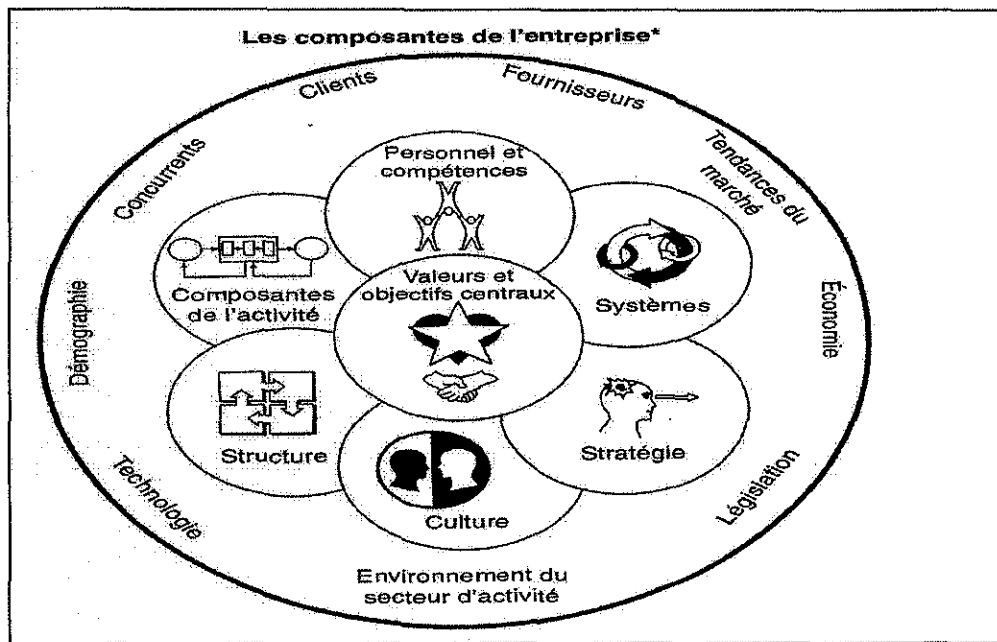 Les composantes de l'entreprise*
Clients
Fournisseurs
Concurrents
Tendances du
marché
Personnel et
compétences
Composantes
de l'activité
Valeurs et
objectifs centraux
Systèmes
Démographie
Économie
Structure
Stratégie
Culture
Technologie
Législation
Environnement du
secteur d'activité